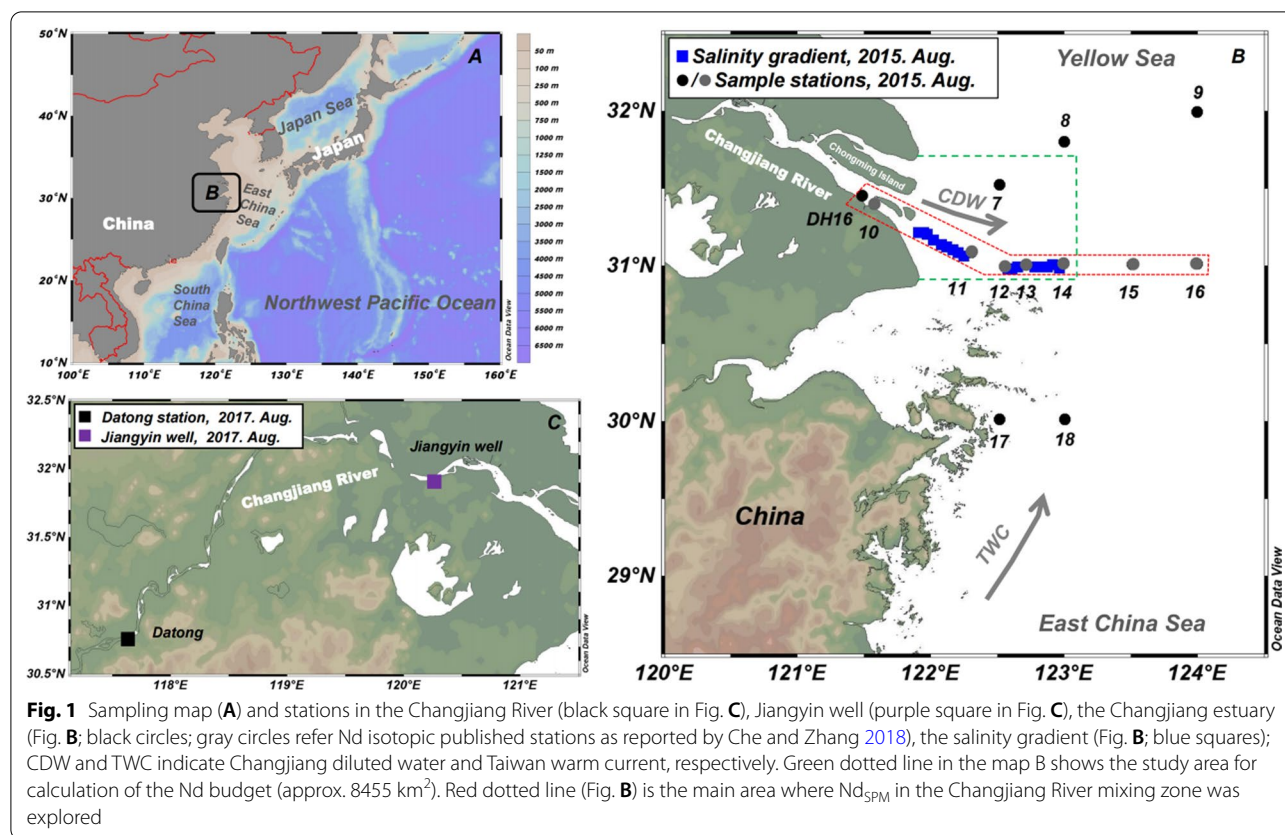 50°N
40°N
30°N
20°N
10°N
100°E
110°E
120°E
130°E
140°E
150°E
160°E
A
Japan Sea
Japan
B
East
China
Sea
China
South
China
Sea
Northwest Pacific Ocean
50 m
100 m
250 m
500 m
750 m
1000 m
1500 m
2000 m
2500 m
3000 m
3500 m
4000 m
4500 m
5000 m
5500 m
6000 m
6500 m
Ocean Data View
Salinity gradient, 2015. Aug.
/ Sample stations, 2015. Aug.
Yellow Sea
B
32°N
31°N
30°N
29°N
120°E
121°E
122°E
123°E
124°E
9
8
7
Changjiang River
Chongming Island
CDW
DH16
10
11
12
13
14
15
16
17
18
China
TWC
East China Sea
Ocean Data View
Datong station, 2017. Aug.
Jiangyin well, 2017. Aug.
C
Jiangyin well
Changjiang River
Datong
32.5°N
32°N
31.5°N
31°N
30.5°N
118°E
119°E
120°E
121°E
Ocean Data View
Fig. 1 Sampling map (A) and stations in the Changjiang River (black square in Fig. C), Jiangyin well (purple square in Fig. C), the Changjiang estuary
(Fig. B; black circles; gray circles refer Nd isotopic published stations as reported by Che and Zhang 2018), the salinity gradient (Fig. B; blue squares);
CDW and TWC indicate Changjiang diluted water and Taiwan warm current, respectively. Green dotted line in the map B shows the study area for
calculation of the Nd budget (approx. 8455 km²). Red dotted line (Fig. B) is the main area where Nd_SPM in the Changjiang River mixing zone was
explored